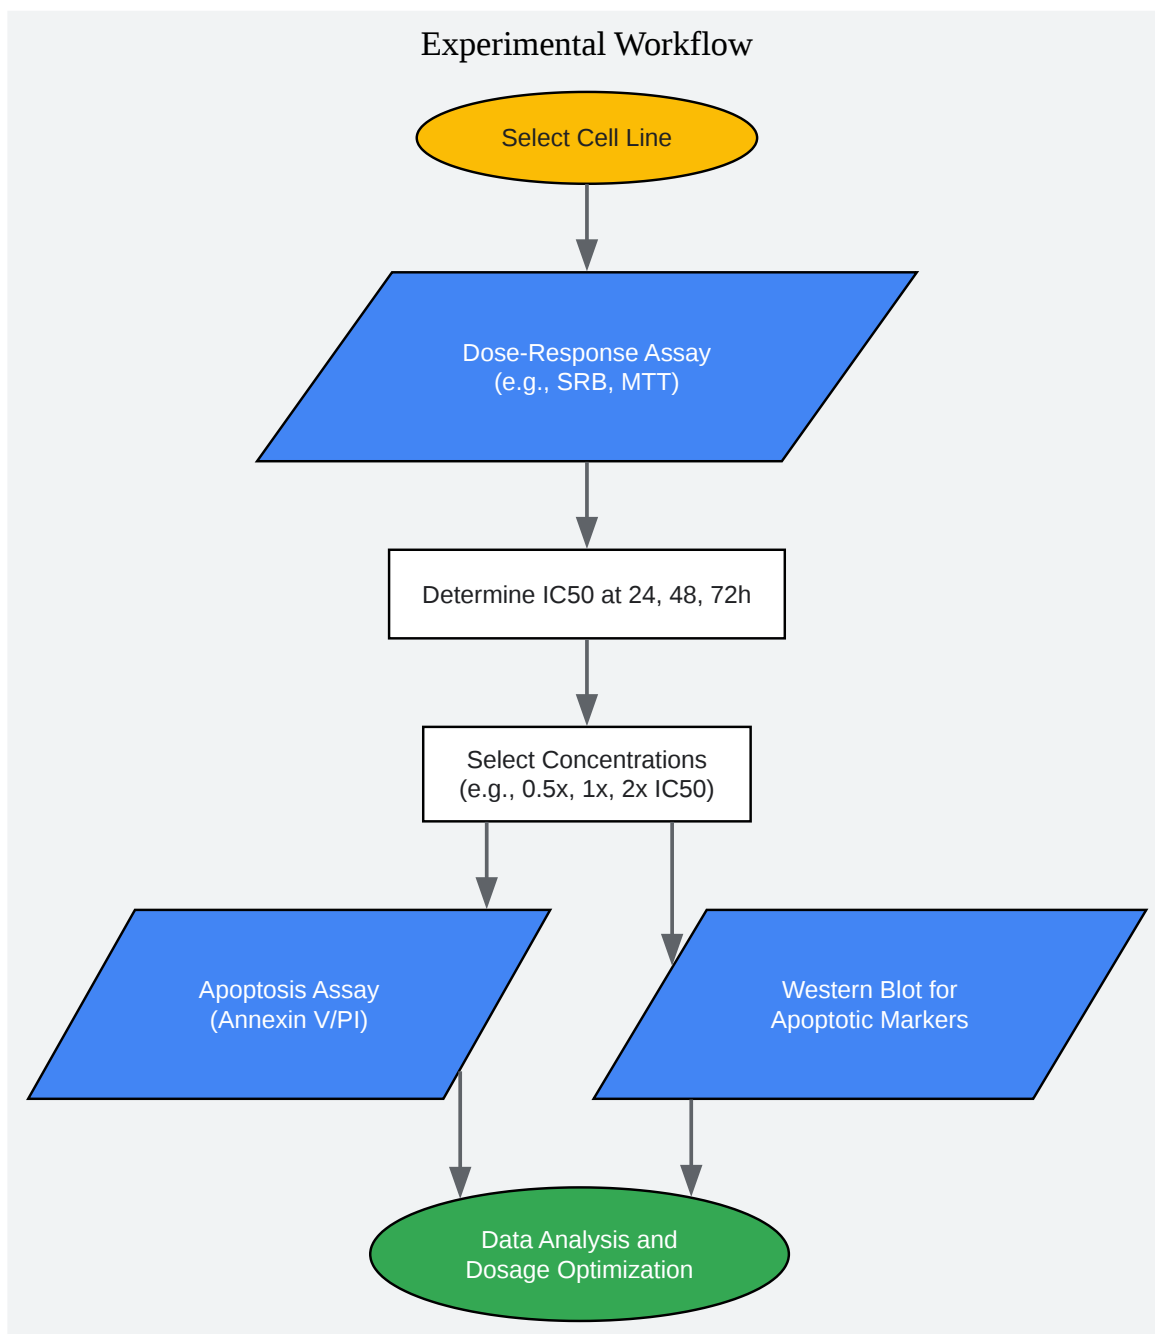 Experimental Workflow
Select Cell Line
Dose-Response Assay
(e.g., SRB, MTT)
Determine IC50 at 24, 48, 72h
Select Concentrations
(e.g., 0.5x, 1x, 2x IC50)
Apoptosis Assay
(Annexin V/PI)
Western Blot for
Apoptotic Markers
Data Analysis and
Dosage Optimization